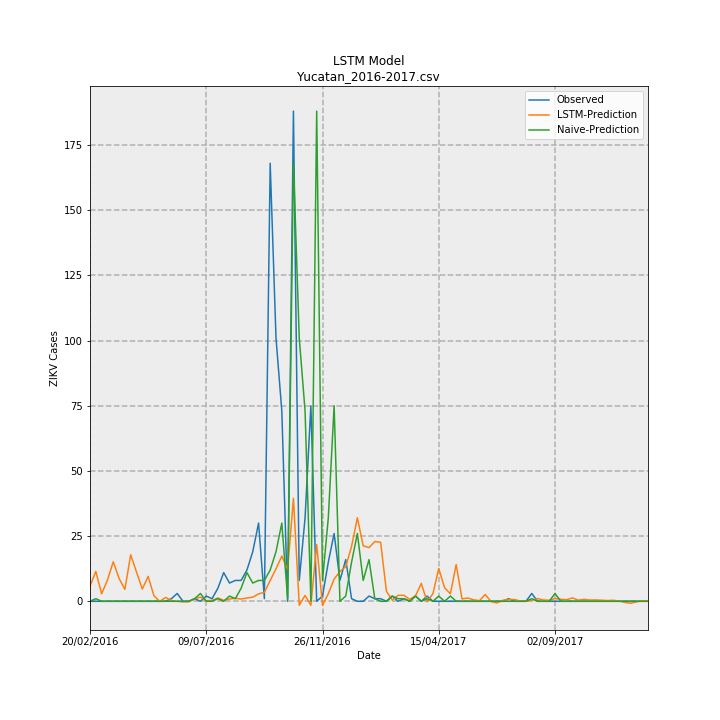 LSTM Model
Yucatan_2016-2017.csv
Observed
LSTM-Prediction
Naive-Prediction
175
150
125
100
75
50
25
0
ZIKV Cases
20/02/2016 09/07/2016 26/11/2016 15/04/2017 02/09/2017
Date